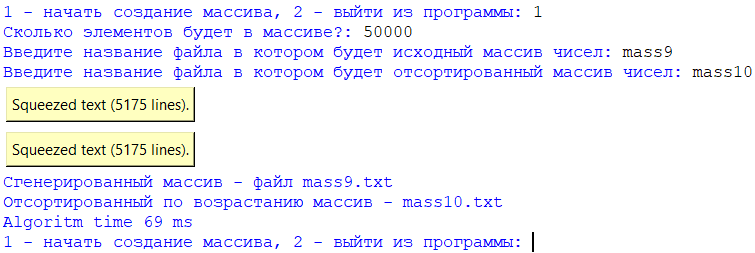 1 - начать создание массива, 2 - выйти из программы: 1
Сколько элементов будет в массиве?: 50000
Введите название файла в котором будет исходный массив чисел: mass9
Введите название файла в котором будет отсортированный массив чисел: mass10
Squeezed text (5175 lines).
Squeezed text (5175 lines).
Сгенерированный массив - файл mass9.txt
Отсортированный по возрастанию массив - mass10.txt
Algoritm time 69 ms
1 - начать создание массива, 2 - выйти из программы: